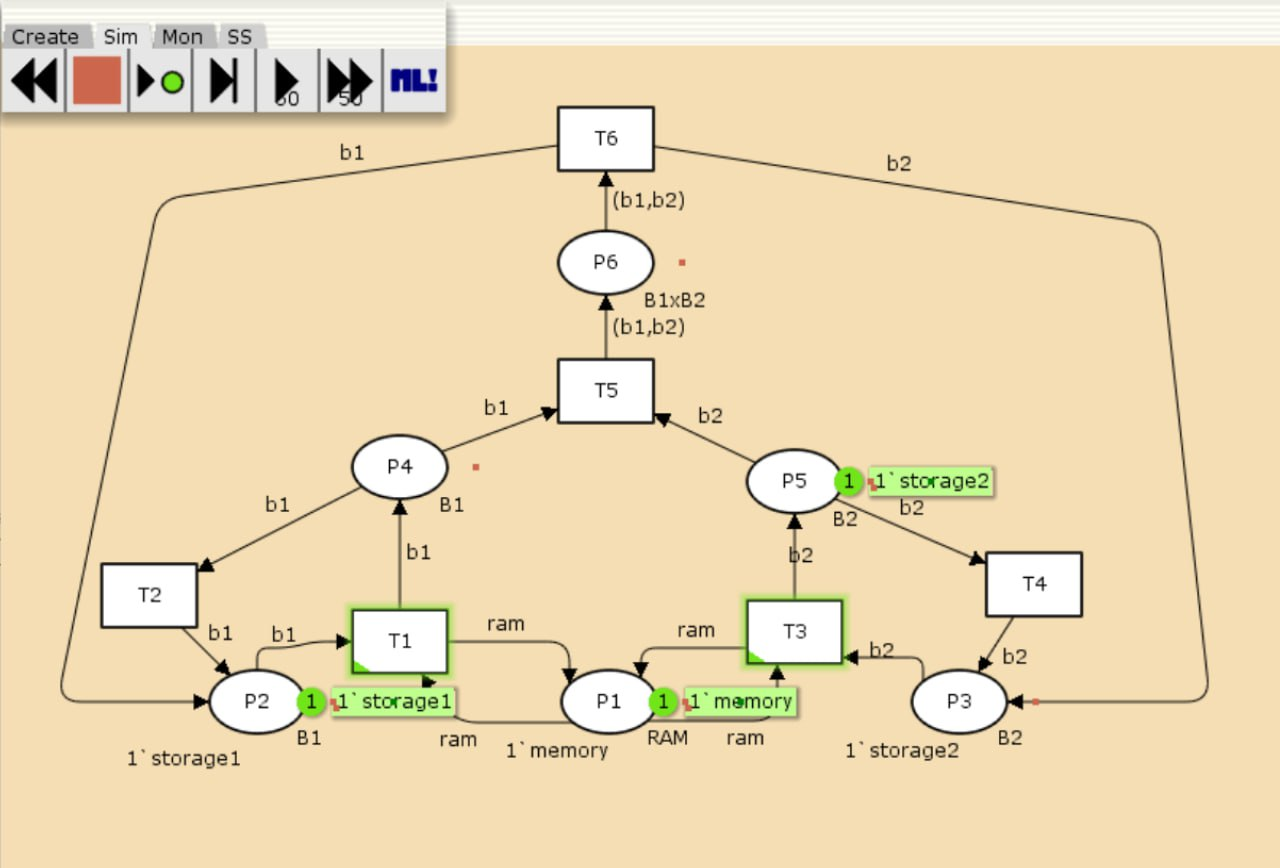 Create Sim Mon SS
50 50 ML!
T6
b1
b2
(b1,b2)
P6
B1xB2
(b1,b2)
T5
b1
b2
P4
B1
P5
1
1`storage2
B2
b2
b1
b1
b2
T2
T4
b1
b1
T1
ram
ram
T3
b2
b2
P2
1
1`storage1
B1
1`storage1
ram
P1
1
1`memory
RAM
1`memory
ram
P3
B2
1`storage2